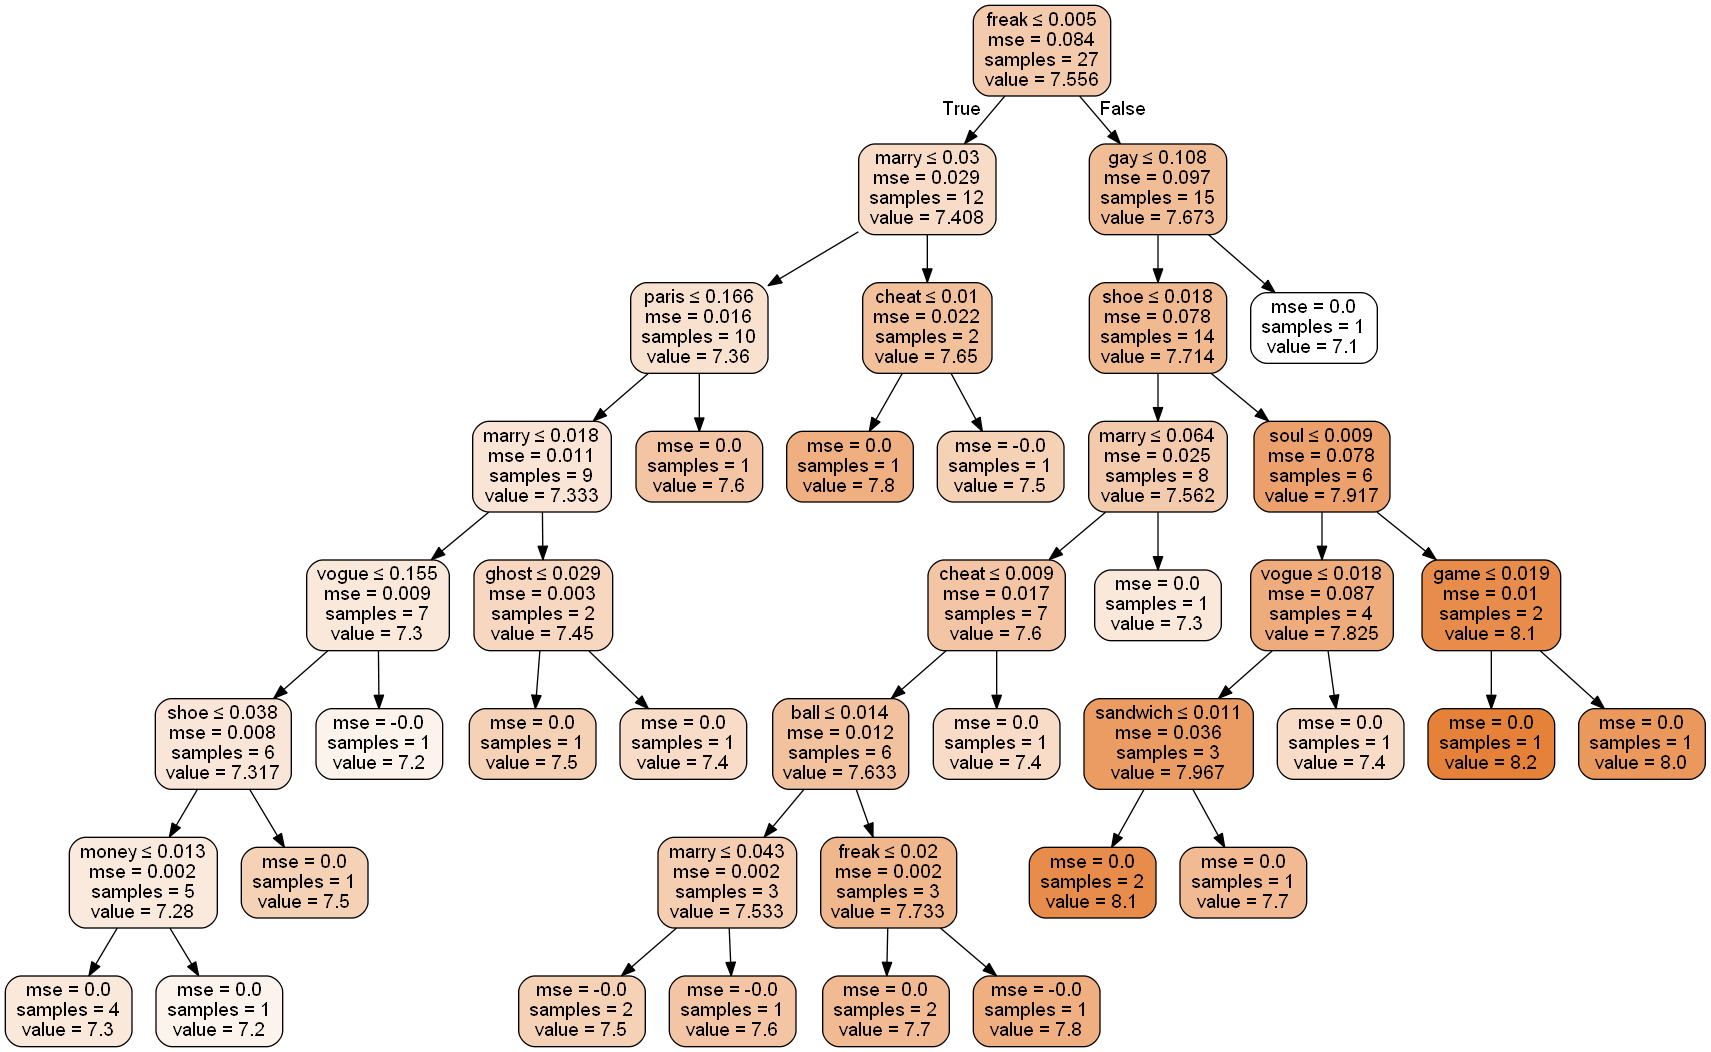 freak ≤ 0.005
mse = 0.084
samples = 27
value = 7.556
True
False
marry ≤ 0.03
mse = 0.029
samples = 12
value = 7.408
gay ≤ 0.108
mse = 0.097
samples = 15
value = 7.673
paris ≤ 0.166
mse = 0.016
samples = 10
value = 7.36
cheat ≤ 0.01
mse = 0.022
samples = 2
value = 7.65
shoe ≤ 0.018
mse = 0.078
samples = 14
value = 7.714
mse = 0.0
samples = 1
value = 7.1
marry ≤ 0.018
mse = 0.011
samples = 9
value = 7.333
mse = 0.0
samples = 1
value = 7.6
mse = 0.0
samples = 1
value = 7.8
mse = -0.0
samples = 1
value = 7.5
marry ≤ 0.064
mse = 0.025
samples = 8
value = 7.562
soul ≤ 0.009
mse = 0.078
samples = 6
value = 7.917
vogue ≤ 0.155
mse = 0.009
samples = 7
value = 7.3
ghost ≤ 0.029
mse = 0.003
samples = 2
value = 7.45
cheat ≤ 0.009
mse = 0.017
samples = 7
value = 7.6
mse = 0.0
samples = 1
value = 7.3
vogue ≤ 0.018
mse = 0.087
samples = 4
value = 7.825
game ≤ 0.019
mse = 0.01
samples = 2
value = 8.1
shoe ≤ 0.038
mse = 0.008
samples = 6
value = 7.317
mse = -0.0
samples = 1
value = 7.2
mse = 0.0
samples = 1
value = 7.5
mse = 0.0
samples = 1
value = 7.4
ball ≤ 0.014
mse = 0.012
samples = 6
value = 7.633
mse = 0.0
samples = 1
value = 7.4
sandwich ≤ 0.011
mse = 0.036
samples = 3
value = 7.967
mse = 0.0
samples = 1
value = 7.4
mse = 0.0
samples = 1
value = 8.2
mse = 0.0
samples = 1
value = 8.0
money ≤ 0.013
mse = 0.002
samples = 5
value = 7.28
mse = 0.0
samples = 1
value = 7.5
marry ≤ 0.043
mse = 0.002
samples = 3
value = 7.533
freak ≤ 0.02
mse = 0.002
samples = 3
value = 7.733
mse = 0.0
samples = 2
value = 8.1
mse = 0.0
samples = 1
value = 7.7
mse = 0.0
samples = 4
value = 7.3
mse = 0.0
samples = 1
value = 7.2
mse = -0.0
samples = 2
value = 7.5
mse = -0.0
samples = 1
value = 7.6
mse = 0.0
samples = 2
value = 7.7
mse = -0.0
samples = 1
value = 7.8